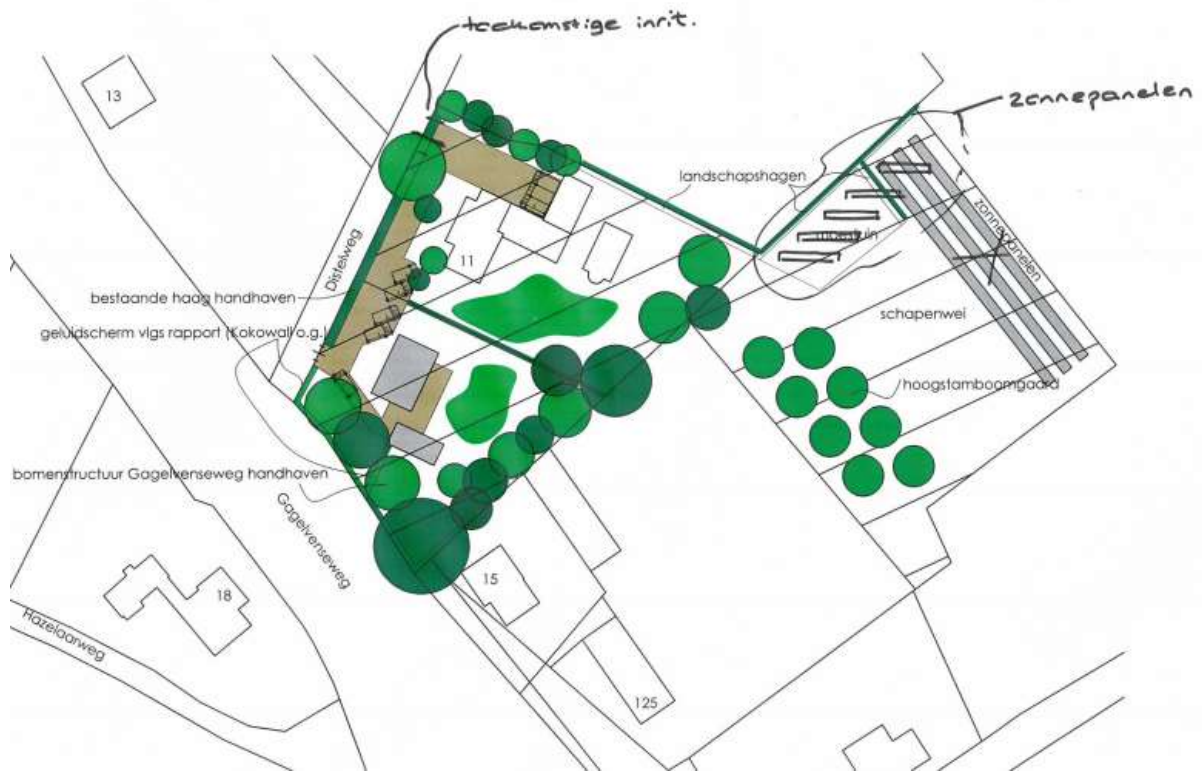 toekomstige inrit.
13
zonnepanelen
landschapshagen
Distelweg
11
moestuin
zonnepanelen
bestaande haag handhaven
geluidscherm vlgs rapport (Kokowall o.g.)
schapenwei
hoogstamboomgaard
bomenstructuur Gagelvenseweg handhaven
Gagelvenseweg
15
18
Hazelaarweg
125